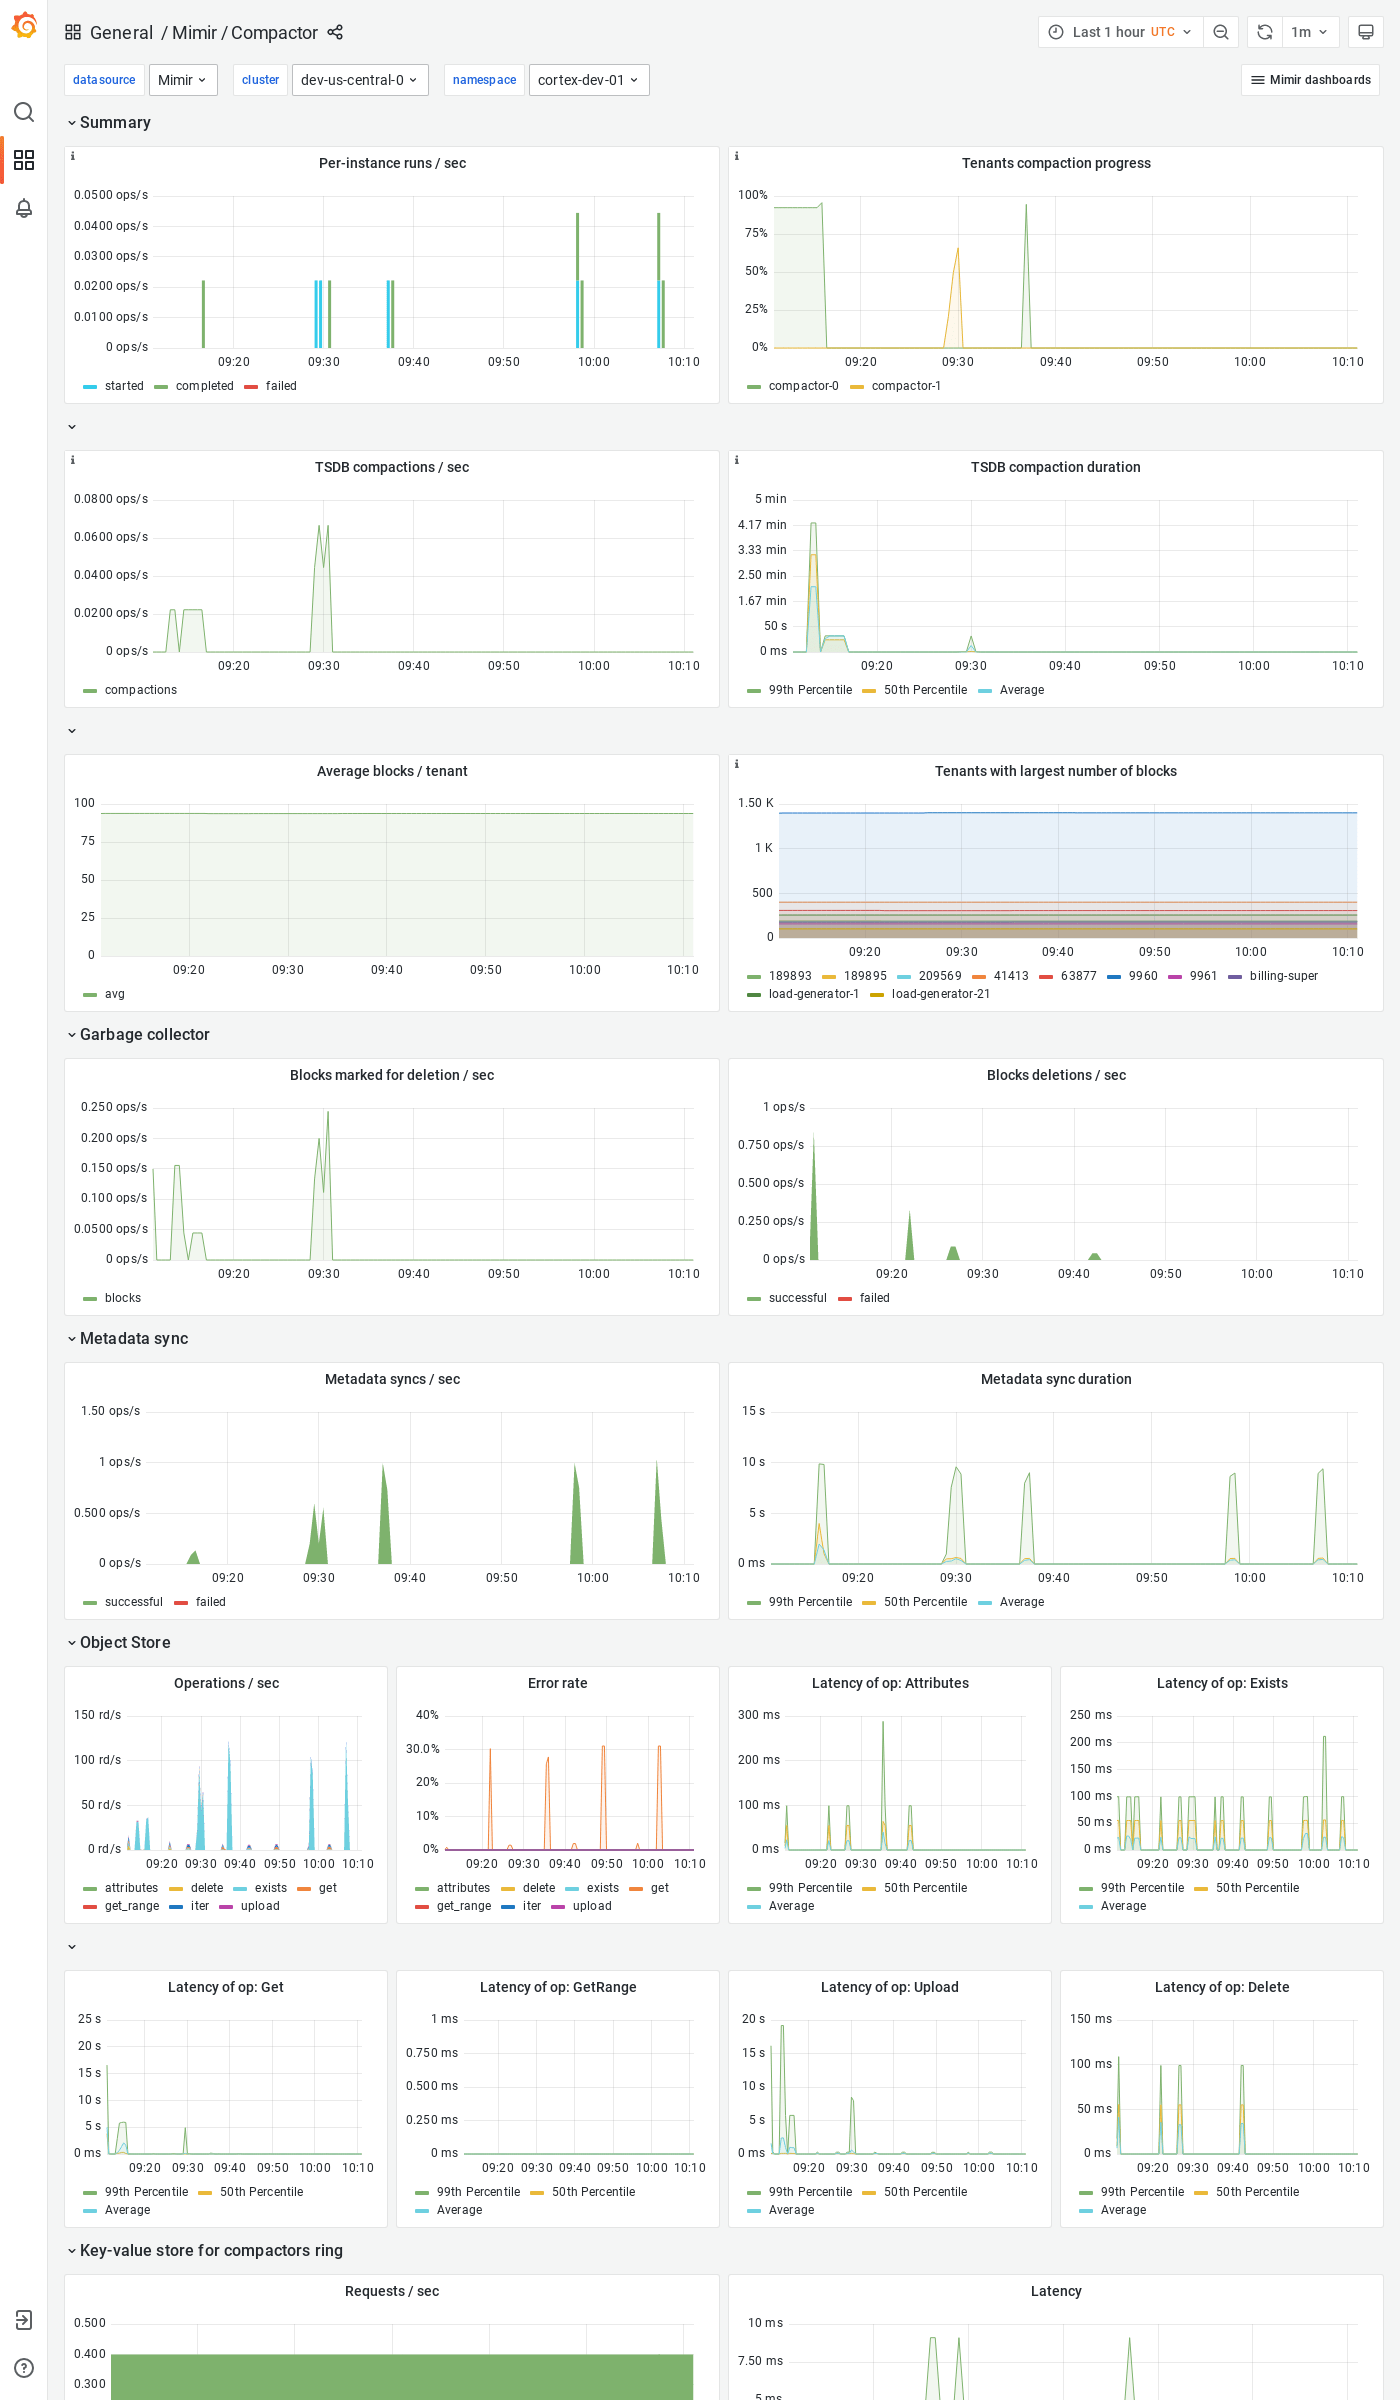 General / Mimir / Compactor
Last 1 hour UTC
1m
datasource Mimir cluster dev-us-central-0 namespace cortex-dev-01
Mimir dashboards
Summary
Per-instance runs / sec
0.0500 ops/s
0.0400 ops/s
0.0300 ops/s
0.0200 ops/s
0.0100 ops/s
0 ops/s
09:20 09:30 09:40 09:50 10:00 10:10
started completed failed
Tenants compaction progress
100%
75%
50%
25%
0%
09:20 09:30 09:40 09:50 10:00 10:10
compactor-0 compactor-1
TSDB compactions / sec
0.0800 ops/s
0.0600 ops/s
0.0400 ops/s
0.0200 ops/s
0 ops/s
09:20 09:30 09:40 09:50 10:00 10:10
compactions
TSDB compaction duration
5 min
4.17 min
3.33 min
2.50 min
1.67 min
50 s
0 ms
09:20 09:30 09:40 09:50 10:00 10:10
99th Percentile 50th Percentile Average
Average blocks / tenant
100
75
50
25
0
09:20 09:30 09:40 09:50 10:00 10:10
avg
Tenants with largest number of blocks
1.50 K
1 K
500
0
09:20 09:30 09:40 09:50 10:00 10:10
189893 189895 209569 41413 63877 9960 9961 billing-super
load-generator-1 load-generator-21
Garbage collector
Blocks marked for deletion / sec
0.250 ops/s
0.200 ops/s
0.150 ops/s
0.100 ops/s
0.0500 ops/s
0 ops/s
09:20 09:30 09:40 09:50 10:00 10:10
blocks
Blocks deletions / sec
1 ops/s
0.750 ops/s
0.500 ops/s
0.250 ops/s
0 ops/s
09:20 09:30 09:40 09:50 10:00 10:10
successful failed
Metadata sync
Metadata syncs / sec
1.50 ops/s
1 ops/s
0.500 ops/s
0 ops/s
09:20 09:30 09:40 09:50 10:00 10:10
successful failed
Metadata sync duration
15 s
10 s
5 s
0 ms
09:20 09:30 09:40 09:50 10:00 10:10
99th Percentile 50th Percentile Average
Object Store
Operations / sec
150 rd/s
100 rd/s
50 rd/s
0 rd/s
09:20 09:30 09:40 09:50 10:00 10:10
attributes delete exists get
get_range iter upload
Error rate
40%
30.0%
20%
10%
0%
09:20 09:30 09:40 09:50 10:00 10:10
attributes delete exists get
get_range iter upload
Latency of op: Attributes
300 ms
200 ms
100 ms
0 ms
09:20 09:30 09:40 09:50 10:00 10:10
99th Percentile 50th Percentile
Average
Latency of op: Exists
250 ms
200 ms
150 ms
100 ms
50 ms
0 ms
09:20 09:30 09:40 09:50 10:00 10:10
99th Percentile 50th Percentile
Average
Latency of op: Get
25 s
20 s
15 s
10 s
5 s
0 ms
09:20 09:30 09:40 09:50 10:00 10:10
99th Percentile 50th Percentile
Average
Latency of op: GetRange
1 ms
0.750 ms
0.500 ms
0.250 ms
0 ms
09:20 09:30 09:40 09:50 10:00 10:10
99th Percentile 50th Percentile
Average
Latency of op: Upload
20 s
15 s
10 s
5 s
0 ms
09:20 09:30 09:40 09:50 10:00 10:10
99th Percentile 50th Percentile
Average
Latency of op: Delete
150 ms
100 ms
50 ms
0 ms
09:20 09:30 09:40 09:50 10:00 10:10
99th Percentile 50th Percentile
Average
Key-value store for compactors ring
Requests / sec
0.500
0.400
0.300
Latency
10 ms
7.50 ms
5 ms